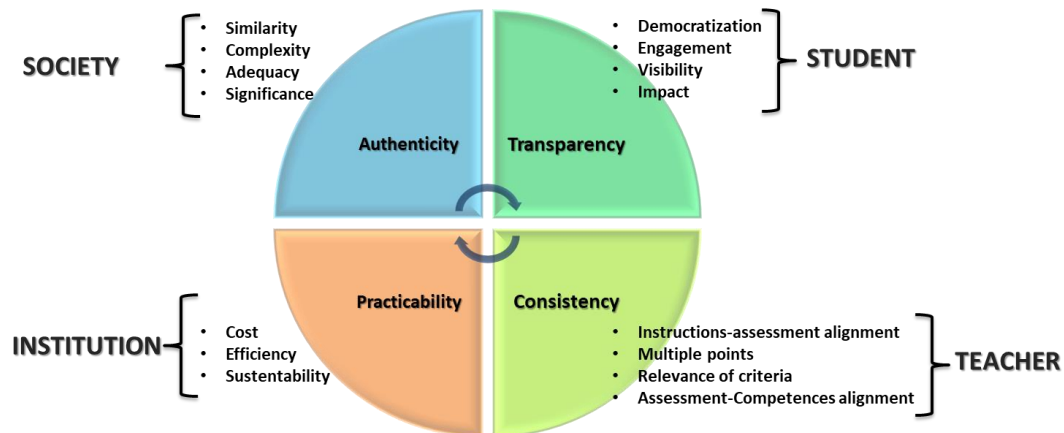 SOCIETY
• Similarity
• Complexity
• Adequacy
• Significance
Authenticity
• Democratization
• Engagement
• Visibility
• Impact
STUDENT
Transparency
INSTITUTION
• Cost
• Efficiency
• Sustentability
Practicability
Consistency
• Instructions-assessment alignment
• Multiple points
• Relevance of criteria
• Assessment-Competences alignment
TEACHER